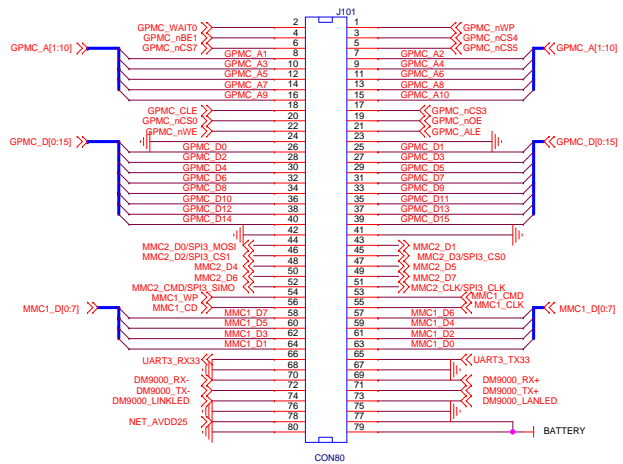 J101
GPMC_WAIT0 2 1 GPMC_nWP
GPMC_nBE1 4 3 GPMC_nCS4
GPMC_A[1:10] GPMC_nCS7 6 5 GPMC_nCS5 GPMC_A[1:10]
GPMC_A1 8 7 GPMC_A2
GPMC_A3 10 9 GPMC_A4
GPMC_A5 12 11 GPMC_A6
GPMC_A7 14 13 GPMC_A8
GPMC_A9 16 15 GPMC_A10
GPMC_CLE 18 17 GPMC_nCS3
GPMC_nCS0 20 19 GPMC_nOE
GPMC_nWE 22 21 GPMC_ALE
GPMC_D[0:15] 24 23 GPMC_D[0:15]
GPMC_D0 26 25 GPMC_D1
GPMC_D2 28 27 GPMC_D3
GPMC_D4 30 29 GPMC_D5
GPMC_D6 32 31 GPMC_D7
GPMC_D8 34 33 GPMC_D9
GPMC_D10 36 35 GPMC_D11
GPMC_D12 38 37 GPMC_D13
GPMC_D14 40 39 GPMC_D15
42 41
MMC2_D0/SPI3_MOSI 44 43 MMC2_D1
MMC2_D2/SPI3_CS1 46 45 MMC2_D3/SPI3_CS0
MMC2_D4 48 47 MMC2_D5
MMC2_D6 50 49 MMC2_D7
MMC2_CMD/SPI3_SIMO 52 51 MMC2_CLK/SPI3_CLK
MMC1_WP 54 53 MMC1_CMD
MMC1_D[0:7] MMC1_CD 56 55 MMC1_CLK MMC1_D[0:7]
MMC1_D7 58 57 MMC1_D6
MMC1_D5 60 59 MMC1_D4
MMC1_D3 62 61 MMC1_D2
MMC1_D1 64 63 MMC1_D0
UART3_RX33 66 65 UART3_TX33
68 67
DM9000_RX- 70 69 DM9000_RX+
DM9000_TX- 72 71 DM9000_TX+
DM9000_LINKLED 74 73 DM9000_LANLED
76 75
NET_AVDD25 78 77
80 79 BATTERY
CON80